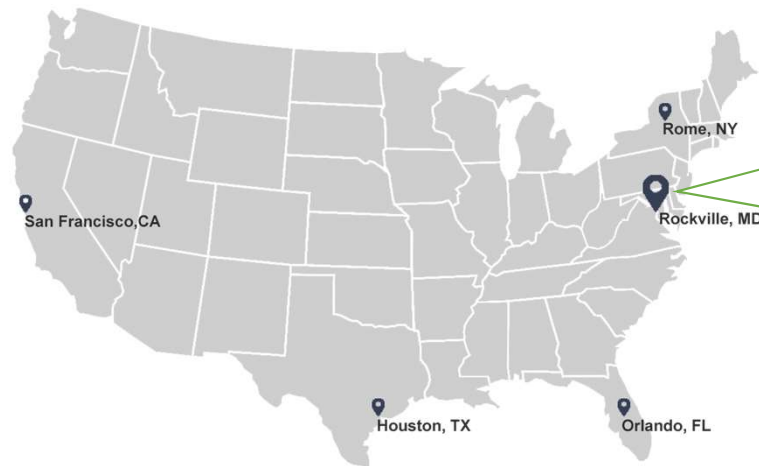 Rome, NY
San Francisco,CA
Rockville, MD
Houston, TX
Orlando, FL